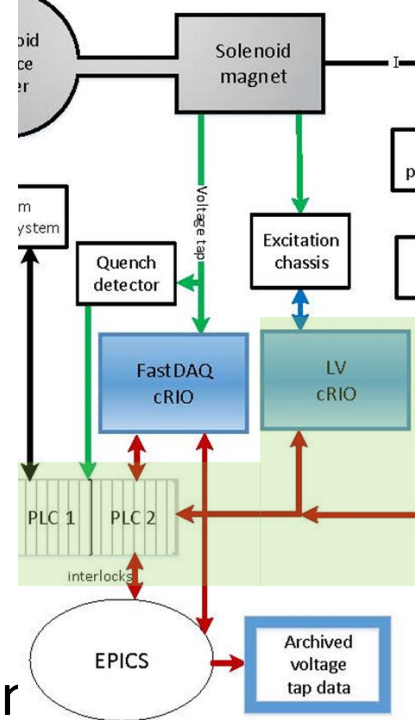 oid
ce
er
Solenoid
magnet
I
p
m
ystem
Voltage tap
Quench
detector
Excitation
chassis
FastDAQ
cRIO
LV
cRIO
PLC 1
PLC 2
interlocks
EPICS
Archived
voltage
tap data
r